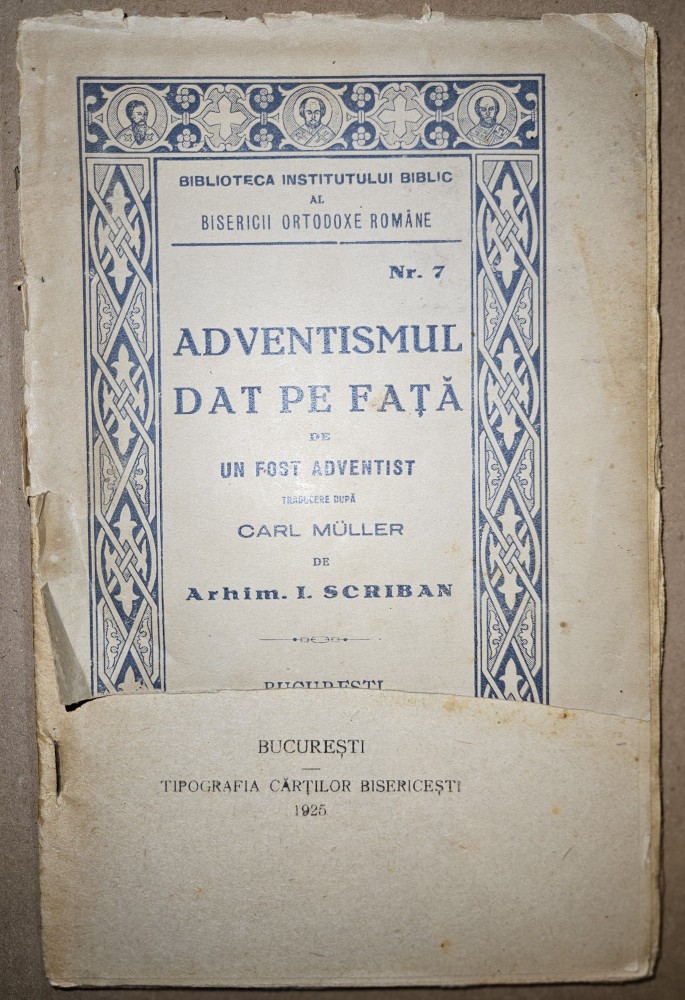 BIBLIOTECA INSTITUTULUI BIBLIC
AL
BISERICII ORTODOXE ROMÂNE
Nr. 7
ADVENTISMUL
DAT PE FAȚĂ
DE
UN FOST ADVENTIST
TRADUCERE DUPĂ
CARL MÜLLER
DE
Arhim. I. SCRIBAN
BUCUREȘTI
BUCUREȘTI
TIPOGRAFIA CĂRȚILOR BISERICEȘTI
1925